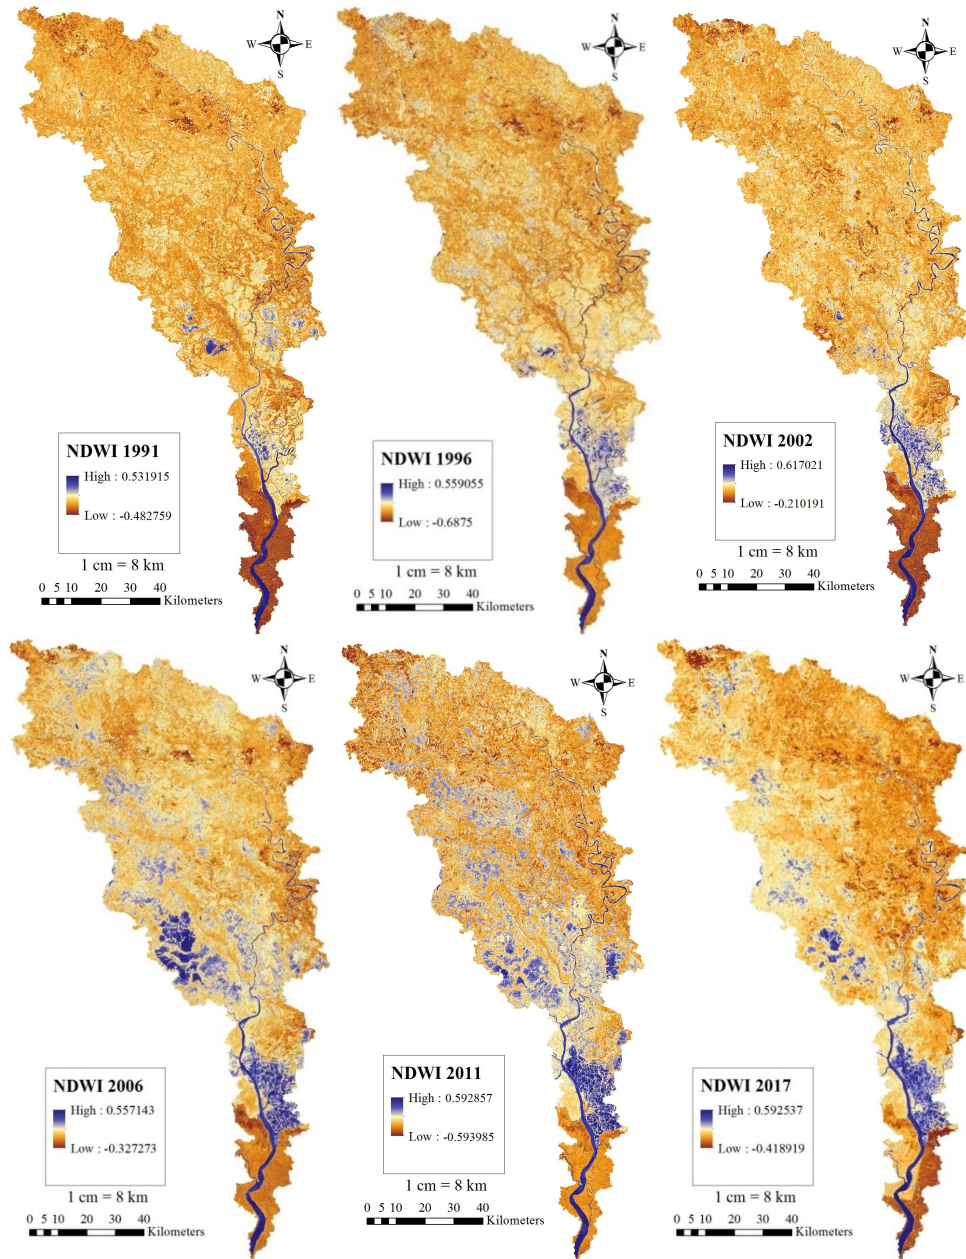 N
W E
S
NDWI 1991
High : 0.531915
Low : -0.482759
1 cm = 8 km
0 5 10 20 30 40
Kilometers
N
W E
S
NDWI 1996
High : 0.559055
Low : -0.6875
1 cm = 8 km
0 5 10 20 30 40
Kilometers
N
W E
S
NDWI 2002
High : 0.617021
Low : -0.210191
1 cm = 8 km
0 5 10 20 30 40
Kilometers
N
W E
S
NDWI 2006
High : 0.557143
Low : -0.327273
1 cm = 8 km
0 5 10 20 30 40
Kilometers
N
W E
S
NDWI 2011
High : 0.592857
Low : -0.593985
1 cm = 8 km
0 5 10 20 30 40
Kilometers
N
W E
S
NDWI 2017
High : 0.592537
Low : -0.418919
1 cm = 8 km
0 5 10 20 30 40
Kilometers